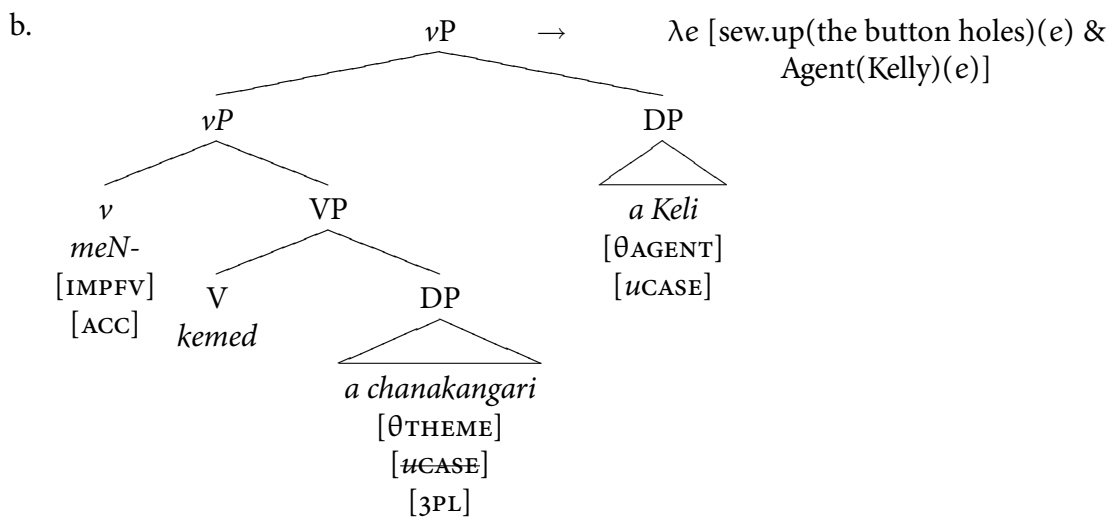 b.
vP → λe [sew.up(the button holes)(e) &
Agent(Kelly)(e)]
vP DP
v VP a Keli
meN- [θAGENT]
[IMPFV] V DP [uCASE]
[ACC] kemed
a chanakangari
[θTHEME]
[uCASE]
[3PL]